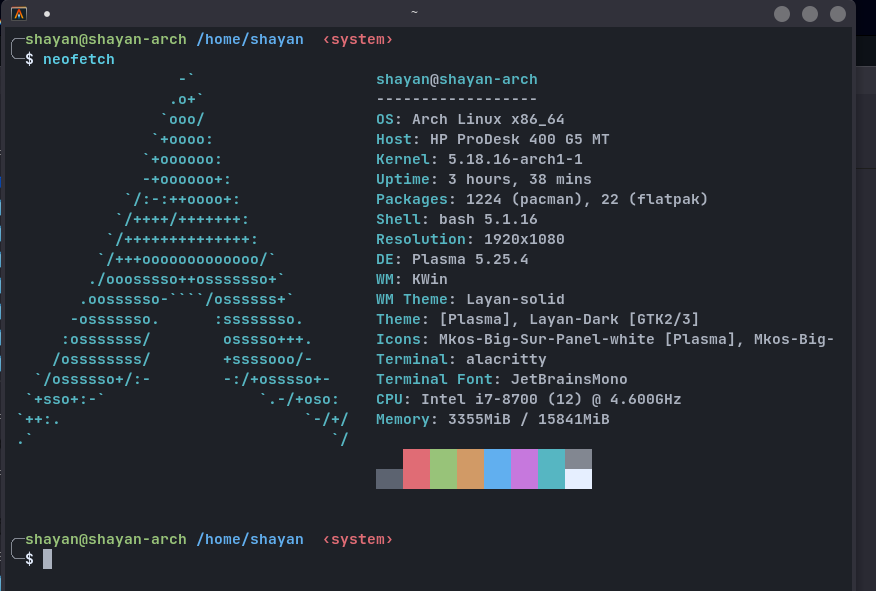 ~
shayan@shayan-arch /home/shayan ‹system›
$ neofetch
-`
.o+`
`ooo/
`+oooo:
`+oooooo:
-+oooooo+:
`/:-:++oooo+:
`/++++/+++++++:
`/++++++++++++++:
`/+++ooooooooooooo/`
./ooosssso++osssssso+`
.oossssso-````/ossssss+`
-osssssso. :ssssssso.
:osssssss/ osssso+++.
/ossssssss/ +ssssooo/-
`/ossssso+/:- -:/+osssso+-
`+sso+:-` `.-/+oso:
`++:. `-/+/
.` `/
shayan@shayan-arch
------------------
OS: Arch Linux x86_64
Host: HP ProDesk 400 G5 MT
Kernel: 5.18.16-arch1-1
Uptime: 3 hours, 38 mins
Packages: 1224 (pacman), 22 (flatpak)
Shell: bash 5.1.16
Resolution: 1920x1080
DE: Plasma 5.25.4
WM: KWin
WM Theme: Layan-solid
Theme: [Plasma], Layan-Dark [GTK2/3]
Icons: Mkos-Big-Sur-Panel-white [Plasma], Mkos-Big-
Terminal: alacritty
Terminal Font: JetBrainsMono
CPU: Intel i7-8700 (12) @ 4.600GHz
Memory: 3355MiB / 15841MiB
shayan@shayan-arch /home/shayan ‹system›
$